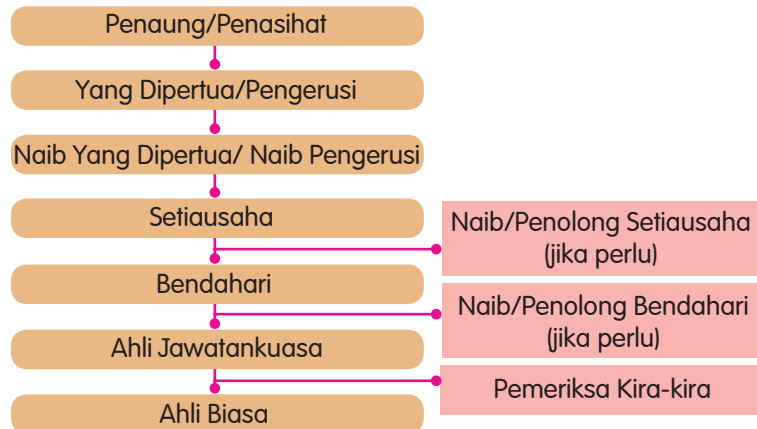 Penaung/Penasihat
Yang Dipertua/Pengerusi
Naib Yang Dipertua/ Naib Pengerusi
Setiausaha
Naib/Penolong Setiausaha
(jika perlu)
Bendahari
Naib/Penolong Bendahari
(jika perlu)
Ahli Jawatankuasa
Pemeriksa Kira-kira
Ahli Biasa